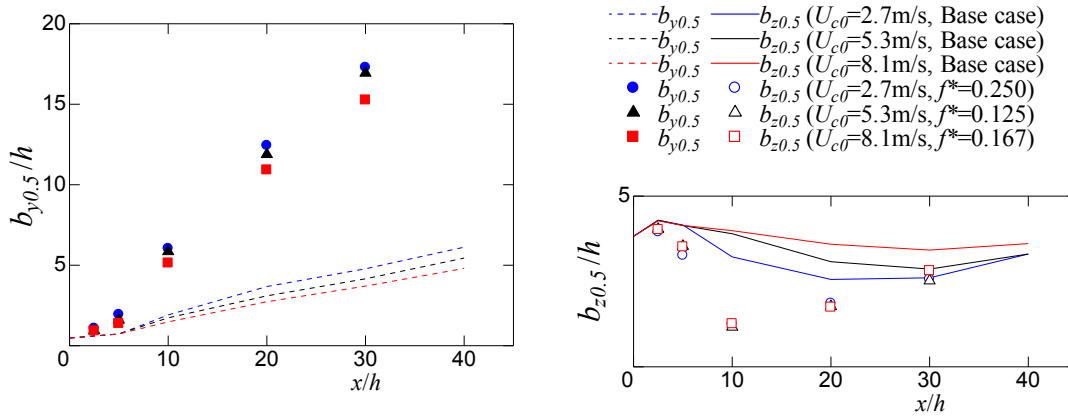 20
15
10
5
0 10 20 30 40
x/h
b_{y0.5}/h
b_{y0.5} b_{z0.5} (U_{c0}=2.7m/s, Base case)
b_{y0.5} b_{z0.5} (U_{c0}=5.3m/s, Base case)
b_{y0.5} b_{z0.5} (U_{c0}=8.1m/s, Base case)
b_{y0.5} b_{z0.5} (U_{c0}=2.7m/s, f*=0.250)
b_{y0.5} b_{z0.5} (U_{c0}=5.3m/s, f*=0.125)
b_{y0.5} b_{z0.5} (U_{c0}=8.1m/s, f*=0.167)
5
0 10 20 30 40
x/h
b_{z0.5}/h